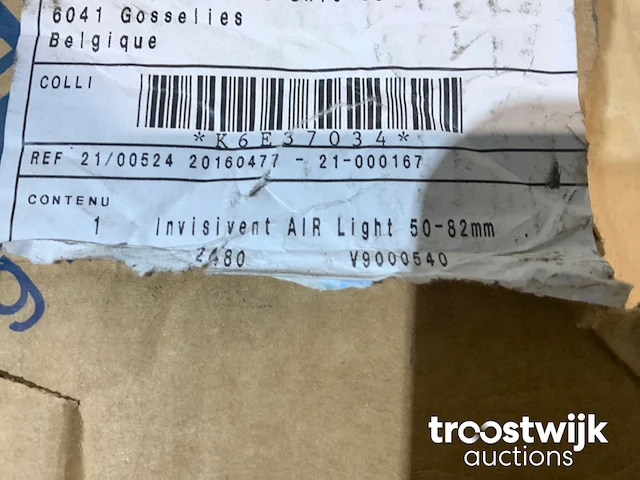 6041 Gosselies
Belgique
COLLI
*K6E37034*
REF 21/00524 20160477 - 21-000167
CONTENU
1 Invisivent AIR Light 50-82mm
2480 V9000540
troostwijk
auctions